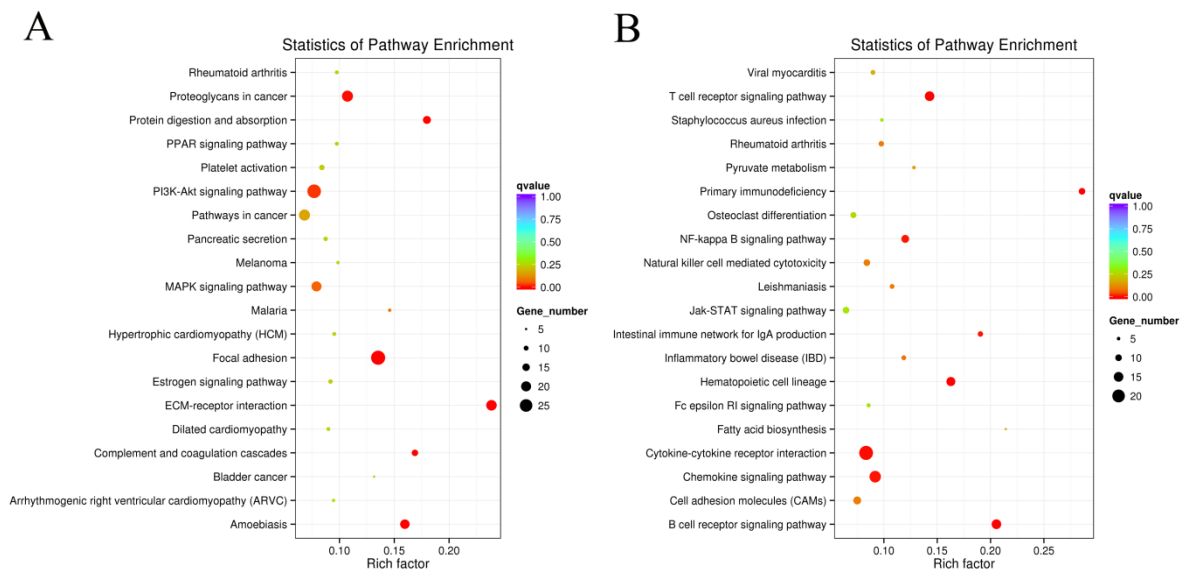 A
Statistics of Pathway Enrichment
Rheumatoid arthritis
Proteoglycans in cancer
Protein digestion and absorption
PPAR signaling pathway
Platelet activation
PI3K-Akt signaling pathway
Pathways in cancer
Pancreatic secretion
Melanoma
MAPK signaling pathway
Malaria
Hypertrophic cardiomyopathy (HCM)
Focal adhesion
Estrogen signaling pathway
ECM-receptor interaction
Dilated cardiomyopathy
Complement and coagulation cascades
Bladder cancer
Arrhythmogenic right ventricular cardiomyopathy (ARVC)
Amoebiasis
0.10 0.15 0.20
Rich factor
qvalue
1.00
0.75
0.50
0.25
0.00
Gene_number
5
10
15
20
25
B
Statistics of Pathway Enrichment
Viral myocarditis
T cell receptor signaling pathway
Staphylococcus aureus infection
Rheumatoid arthritis
Pyruvate metabolism
Primary immunodeficiency
Osteoclast differentiation
NF-kappa B signaling pathway
Natural killer cell mediated cytotoxicity
Leishmaniasis
Jak-STAT signaling pathway
Intestinal immune network for IgA production
Inflammatory bowel disease (IBD)
Hematopoietic cell lineage
Fc epsilon RI signaling pathway
Fatty acid biosynthesis
Cytokine-cytokine receptor interaction
Chemokine signaling pathway
Cell adhesion molecules (CAMs)
B cell receptor signaling pathway
0.10 0.15 0.20 0.25
Rich factor
qvalue
1.00
0.75
0.50
0.25
0.00
Gene_number
5
10
15
20